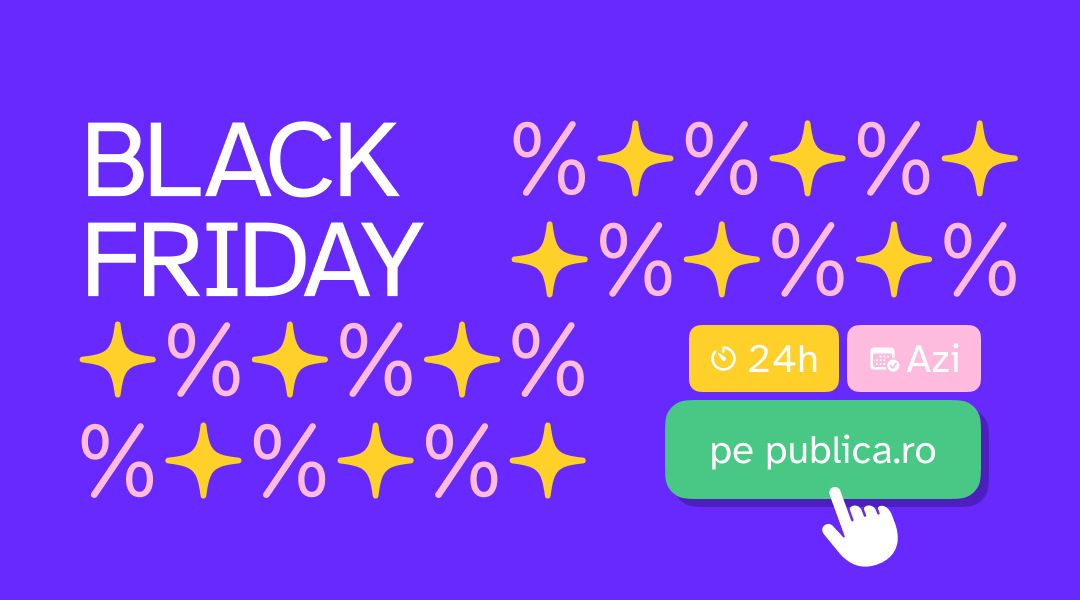 BLACK % % %
FRIDAY % % %
% % %
24h Azi
% % %
pe publica.ro